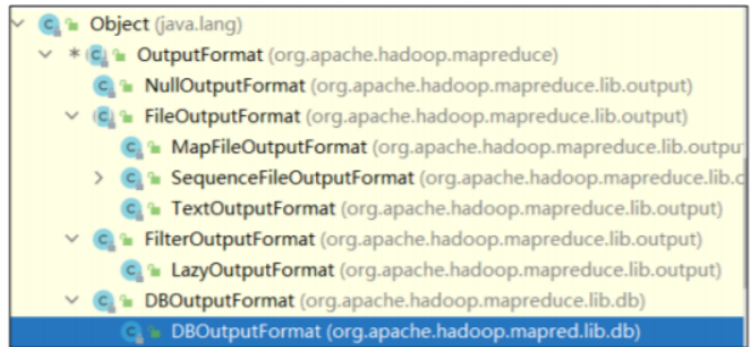 Object (java.lang)
* OutputFormat (org.apache.hadoop.mapreduce)
NullOutputFormat (org.apache.hadoop.mapreduce.lib.output)
FileOutputFormat (org.apache.hadoop.mapreduce.lib.output)
MapFileOutputFormat (org.apache.hadoop.mapreduce.lib.outpu
SequenceFileOutputFormat (org.apache.hadoop.mapreduce.lib.o
TextOutputFormat (org.apache.hadoop.mapreduce.lib.output)
FilterOutputFormat (org.apache.hadoop.mapreduce.lib.output)
LazyOutputFormat (org.apache.hadoop.mapreduce.lib.output)
DBOutputFormat (org.apache.hadoop.mapreduce.lib.db)
DBOutputFormat (org.apache.hadoop.mapred.lib.db)